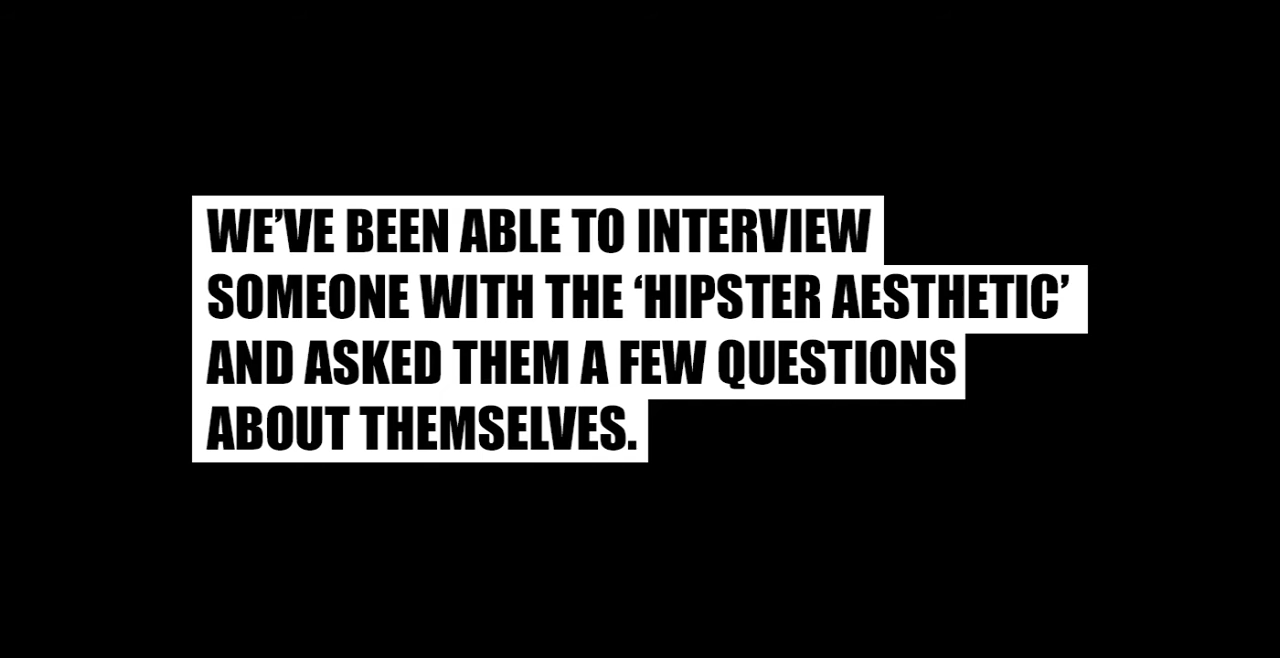 WE’VE BEEN ABLE TO INTERVIEW
SOMEONE WITH THE ‘HIPSTER AESTHETIC’
AND ASKED THEM A FEW QUESTIONS
ABOUT THEMSELVES.